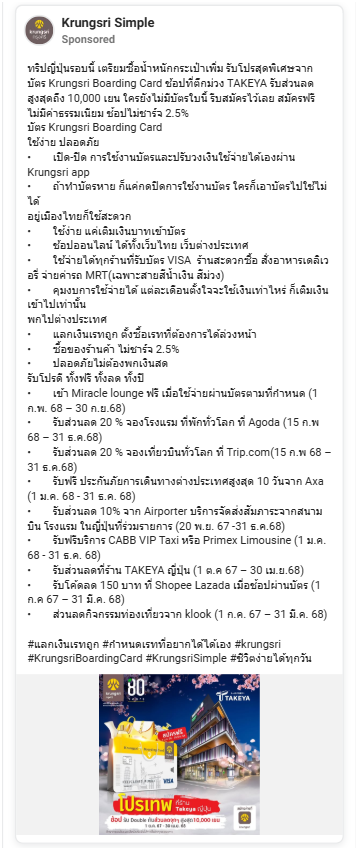 Krungsri Simple
Sponsored
ทริปญี่ปุ่นรอบนี้ เตรียมซื้อน้ำหนักกระเป๋าเพิ่ม รับโปรสุดพิเศษจาก
บัตร Krungsri Boarding Card ช้อปที่ตึกม่วง TAKEYA รับส่วนลด
สูงสุดถึง 10,000 เยน ใครยังไม่มีบัตรใบนี้ รีบสมัครไว้เลย สมัครฟรี
ไม่มีค่าธรรมเนียม ช้อปไม่ชาร์จ 2.5%
บัตร Krungsri Boarding Card
ใช้ง่าย ปลอดภัย
• เปิด-ปิด การใช้งานบัตรและปรับวงเงินใช้จ่ายได้เองผ่าน
Krungsri app
• ถ้าทำบัตรหาย ก็แค่กดปิดการใช้งานบัตร ใครก็เอาบัตรไปใช้ไม่
ได้
อยู่เมืองไทยก็ใช้สะดวก
• ใช้ง่าย แค่เติมเงินบาทเข้าบัตร
• ช้อปออนไลน์ ได้ทั้งเว็บไทย เว็บต่างประเทศ
• ใช้จ่ายได้ทุกร้านที่รับบัตร VISA ร้านสะดวกซื้อ สั่งอาหารเดลิเว
อรี่ จ่ายค่ารถ MRT(เฉพาะสายสีน้ำเงิน สีม่วง)
• คุมงบการใช้จ่ายได้ แต่ละเดือนตั้งใจจะใช้เงินเท่าไหร่ ก็เติมเงิน
เข้าไปเท่านั้น
พกไปต่างประเทศ
• แลกเงินเรทถูก ตั้งซื้อเรทที่ต้องการได้ล่วงหน้า
• ซื้อของร้านค้า ไม่ชาร์จ 2.5%
• ปลอดภัยไม่ต้องพกเงินสด
รับโปรดี ทั้งฟรี ทั้งลด ทั้งปี
• เข้า Miracle lounge ฟรี เมื่อใช้จ่ายผ่านบัตรตามที่กำหนด (1
ก.พ. 68 – 30 ก.ย.68)
• รับส่วนลด 20 % จองโรงแรม ที่พักทั่วโลก ที่ Agoda (15 ก.พ
68 – 31 ธ.ค.68)
• รับส่วนลด 20 % จองเที่ยวบินทั่วโลก ที่ Trip.com(15 ก.พ 68 –
31 ธ.ค.68)
• รับฟรี ประกันภัยการเดินทางต่างประเทศสูงสุด 10 วันจาก Axa
(1 ม.ค. 68 - 31 ธ.ค. 68)
• รับส่วนลด 10% จาก Airporter บริการจัดส่งสัมภาระจากสนาม
บิน โรงแรม ในญี่ปุ่นที่ร่วมรายการ (20 พ.ย. 67 -31 ธ.ค.68)
• รับฟรีบริการ CABB VIP Taxi หรือ Primex Limousine (1 ม.ค.
68 - 31 ธ.ค. 68)
• รับส่วนลดที่ร้าน TAKEYA ญี่ปุ่น (1 ต.ค 67 – 30 เม.ย.68)
• รับโค้ดลด 150 บาท ที่ Shopee Lazada เมื่อช้อปผ่านบัตร (1
ก.ค 67 – 31 มี.ค. 68)
• ส่วนลดกิจกรรมท่องเที่ยวจาก klook (1 ก.ค. 67 – 31 มี.ค. 68)
#แลกเงินเรทถูก #กำหนดเรทที่อยากได้ได้เอง #krungsri
#KrungsriBoardingCard #KrungsriSimple #ชีวิตง่ายได้ทุกวัน
krungsri
80
TAKEYA
สมัครฟรี
VISA
โปรเทพ ที่ร้าน Takeya ญี่ปุ่น
ช้อป รับ Double คืนส่วนลดสูงสุด 10,000 เยน
1 ต.ค. 67 - 30 เม.ย. 68